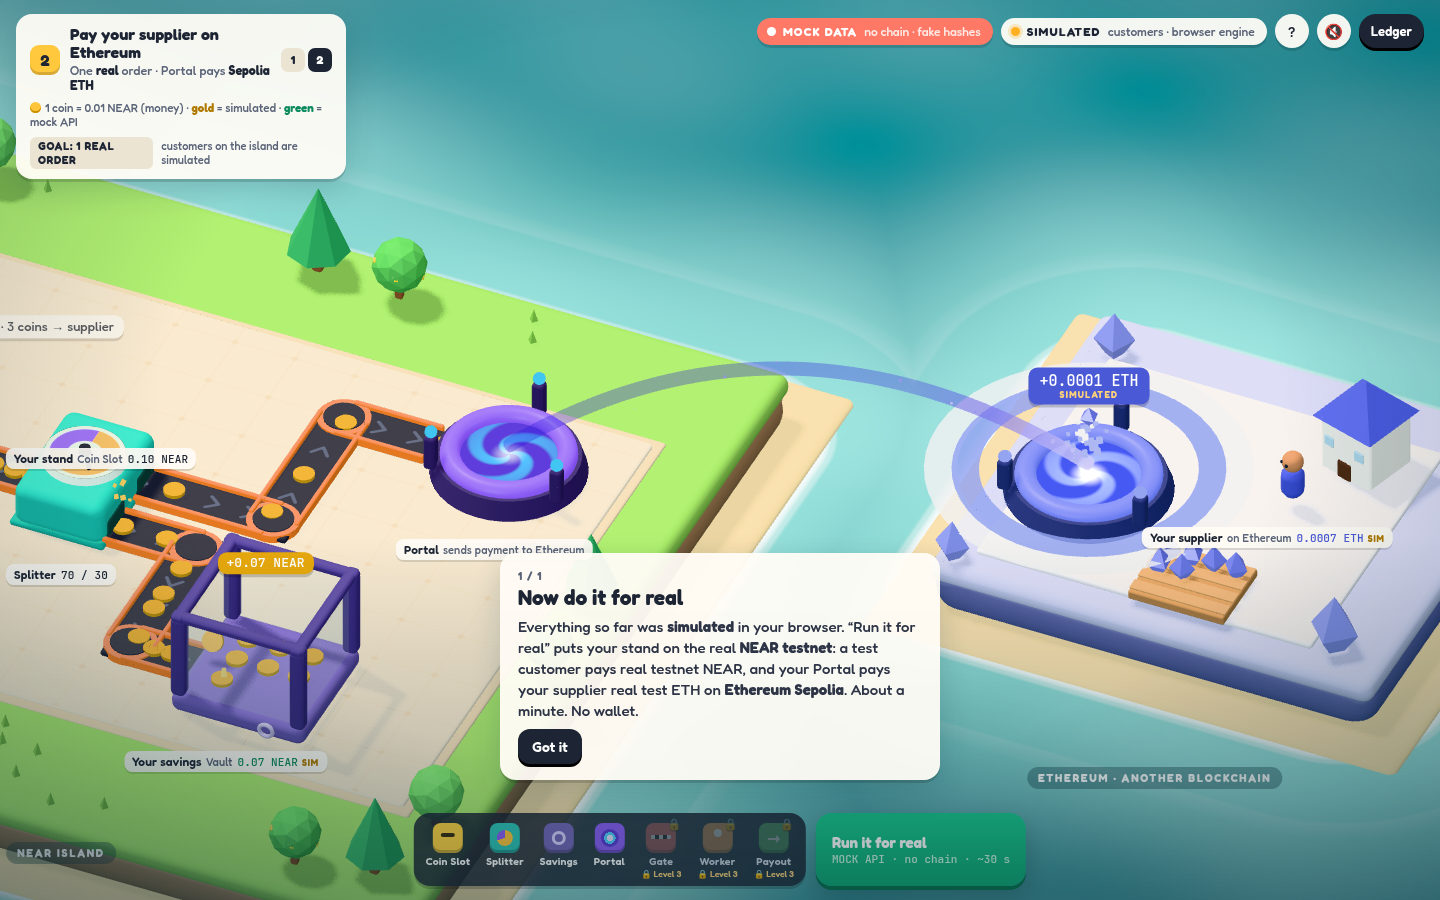 2
Pay your supplier on
Ethereum
One real order · Portal pays Sepolia
ETH
1 2
1 coin = 0.01 NEAR (money) · gold = simulated · green =
mock API
GOAL: 1 REAL
ORDER
customers on the island are
simulated
MOCK DATA no chain · fake hashes
SIMULATED customers · browser engine
?
Ledger
· 3 coins → supplier
+0.0001 ETH
SIMULATED
Your stand Coin Slot 0.10 NEAR
Your supplier on Ethereum 0.0007 ETH SIM
Portal sends payment to Ethereum
+0.07 NEAR
Splitter 70 / 30
1 / 1
Now do it for real
Everything so far was simulated in your browser. “Run it for
real” puts your stand on the real NEAR testnet: a test
customer pays real testnet NEAR, and your Portal pays
your supplier real test ETH on Ethereum Sepolia. About a
minute. No wallet.
Got it
Your savings Vault 0.07 NEAR SIM
ETHEREUM · ANOTHER BLOCKCHAIN
NEAR ISLAND
Coin Slot
Splitter
Savings
Portal
Gate
Level 3
Worker
Level 3
Payout
Level 3
Run it for real
MOCK API · no chain · ~30 s